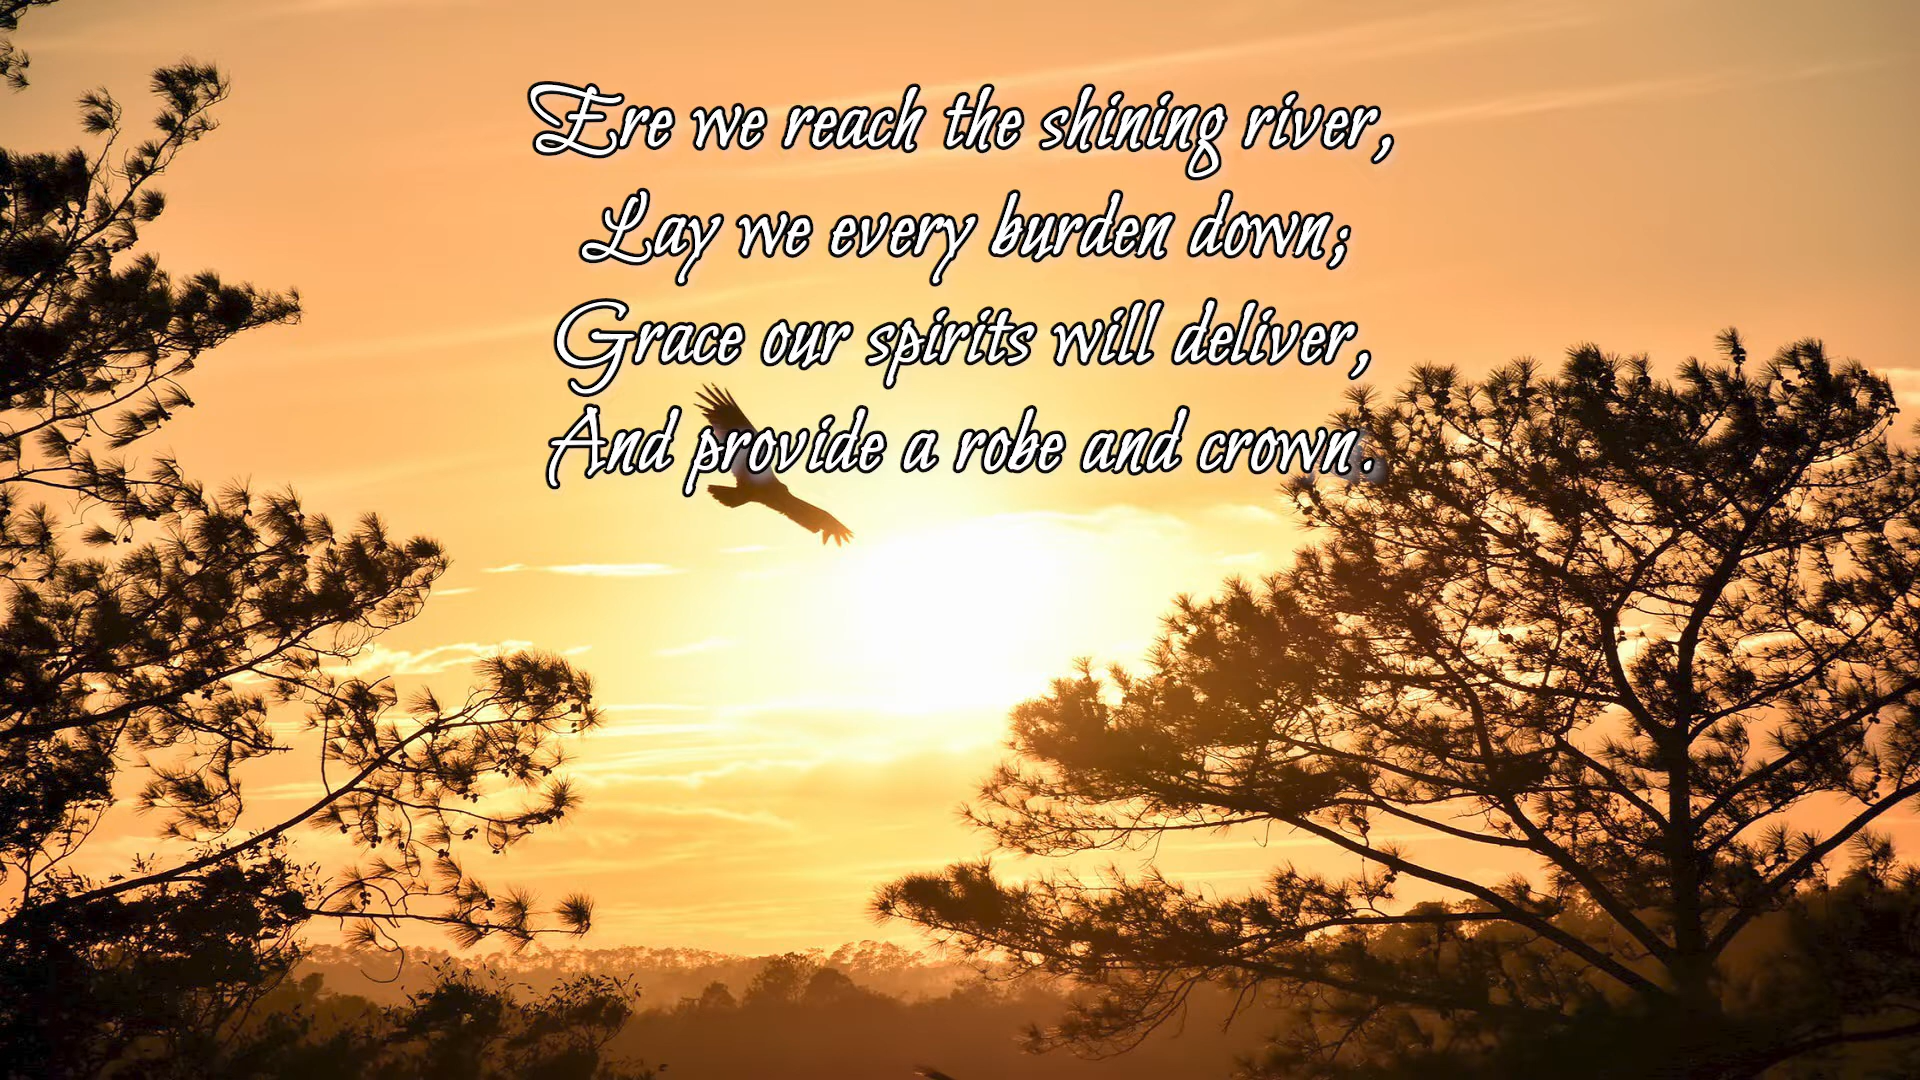 Ere we reach the shining river,
Lay we every burden down;
Grace our spirits will deliver,
And provide a robe and crown.